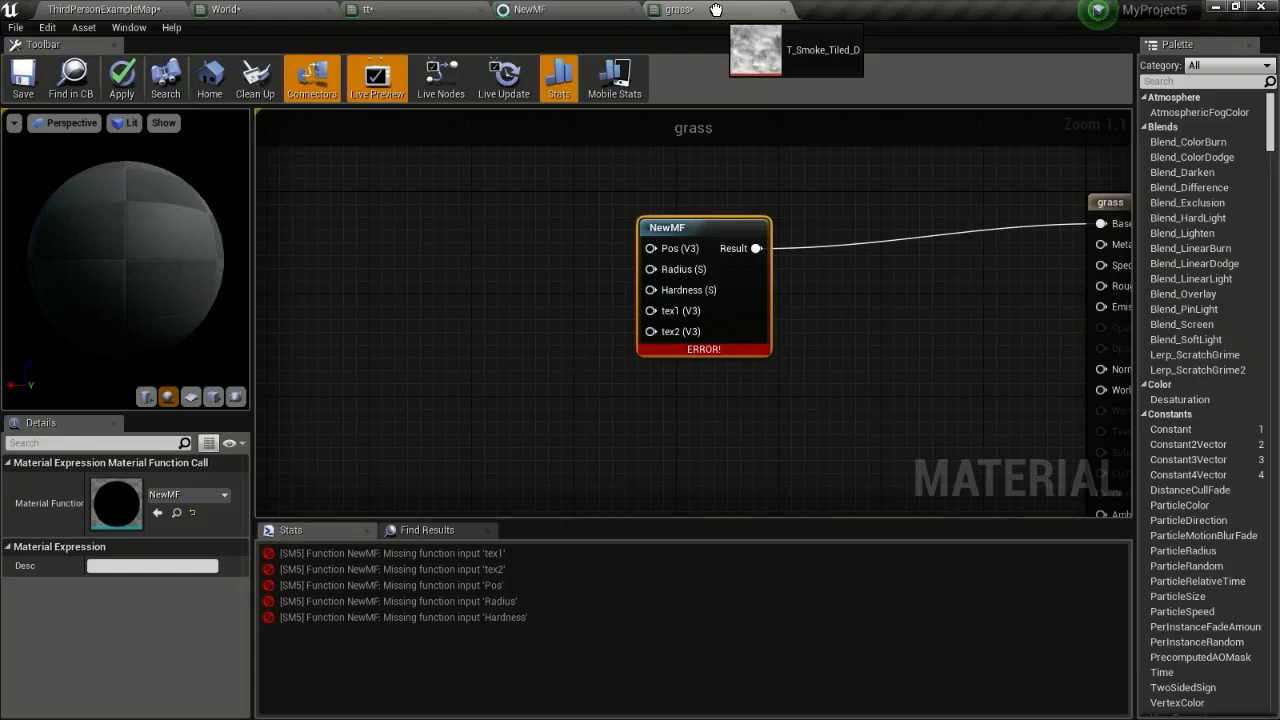 ThirdPersonExampleMap*
World*
tt*
NewMF
grass*
MyProject5
File Edit Asset Window Help
T_Smoke_Tiled_D
Toolbar
Save
Find in CB
Apply
Search
Home
Clean Up
Connectors
Live Preview
Live Nodes
Live Update
Stats
Mobile Stats
Perspective
Lit
Show
grass
Zoom 1:1
NewMF
Pos (V3) Result
Radius (S)
Hardness (S)
tex1 (V3)
tex2 (V3)
ERROR!
grass
Base
Meta
Spec
Rou
Emis
Norr
Worl
Amb
MATERIAL
Y
Details
Search
Material Expression Material Function Call
Material Function
NewMF
Material Expression
Desc
Stats
Find Results
[SM5] Function NewMF: Missing function input 'tex1'
[SM5] Function NewMF: Missing function input 'tex2'
[SM5] Function NewMF: Missing function input 'Pos'
[SM5] Function NewMF: Missing function input 'Radius'
[SM5] Function NewMF: Missing function input 'Hardness'
Palette
Category: All
Search
Atmosphere
AtmosphericFogColor
Blends
Blend_ColorBurn
Blend_ColorDodge
Blend_Darken
Blend_Difference
Blend_Exclusion
Blend_HardLight
Blend_Lighten
Blend_LinearBurn
Blend_LinearDodge
Blend_LinearLight
Blend_Overlay
Blend_PinLight
Blend_Screen
Blend_SoftLight
Lerp_ScratchGrime
Lerp_ScratchGrime2
Color
Desaturation
Constants
Constant 1
Constant2Vector 2
Constant3Vector 3
Constant4Vector 4
DistanceCullFade
ParticleColor
ParticleDirection
ParticleMotionBlurFade
ParticleRadius
ParticleRandom
ParticleRelativeTime
ParticleSize
ParticleSpeed
PerInstanceFadeAmoun
PerInstanceRandom
PrecomputedAOMask
Time
TwoSidedSign
VertexColor